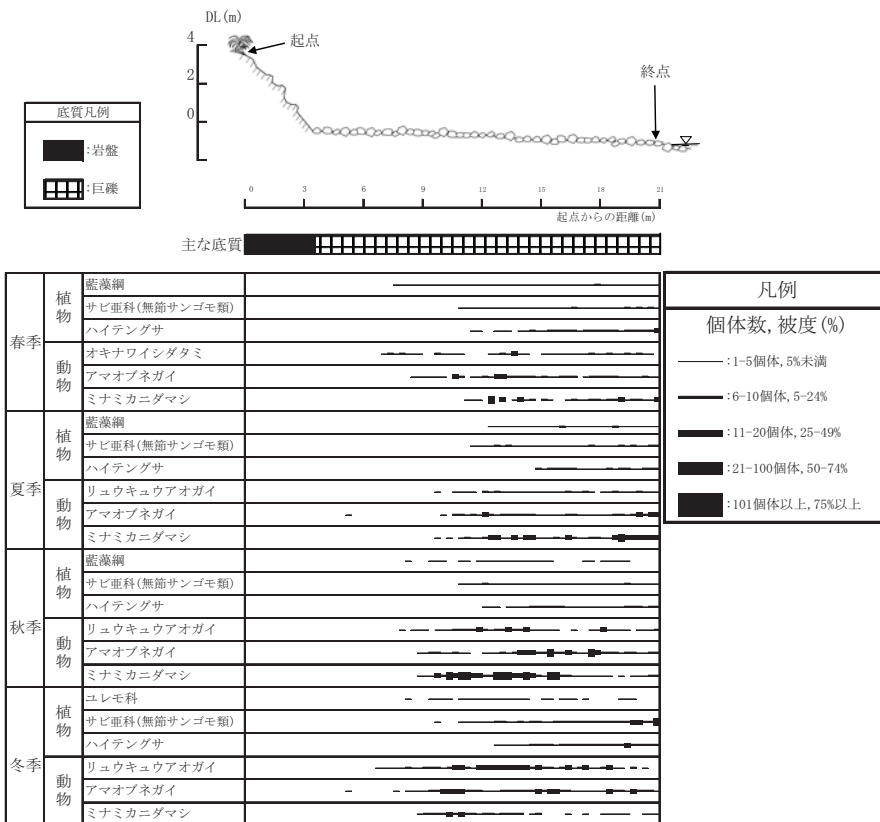 DL(m)
4
2
0
起点
終点
底質凡例
:岩盤
:巨礫
0 3 6 9 12 15 18 21
起点からの距離(m)
主な底質
春季
植物
藍藻綱
サビ亜科(無節サンゴモ類)
ハイテングサ
動物
オキナワイシダタミ
アマオブネガイ
ミナミカニダマシ
夏季
植物
藍藻綱
サビ亜科(無節サンゴモ類)
ハイテングサ
動物
リュウキュウアオガイ
アマオブネガイ
ミナミカニダマシ
秋季
植物
藍藻綱
サビ亜科(無節サンゴモ類)
ハイテングサ
動物
リュウキュウアオガイ
アマオブネガイ
ミナミカニダマシ
冬季
植物
ユレモ科
サビ亜科(無節サンゴモ類)
ハイテングサ
動物
リュウキュウアオガイ
アマオブネガイ
ミナミカニダマシ
凡例
個体数,被度(%)
:1-5個体,5%未満
:6-10個体,5-24%
:11-20個体,25-49%
:21-100個体,50-74%
:101個体以上,75%以上